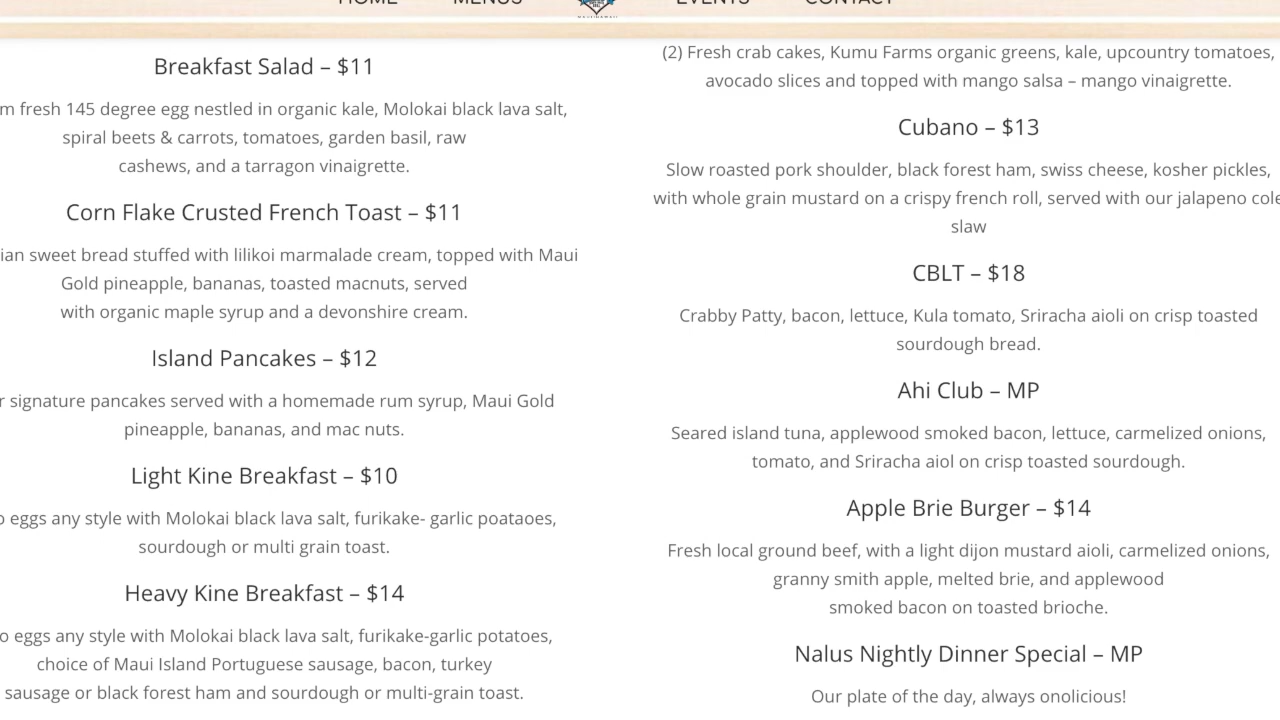 HOME MENUS EVENTS CONTACT
Breakfast Salad – $11
fresh 145 degree egg nestled in organic kale, Molokai black lava salt,
spiral beets & carrots, tomatoes, garden basil, raw
cashews, and a tarragon vinaigrette.
Corn Flake Crusted French Toast – $11
sweet bread stuffed with lilikoi marmalade cream, topped with Maui
Gold pineapple, bananas, toasted macnuts, served
with organic maple syrup and a devonshire cream.
Island Pancakes – $12
signature pancakes served with a homemade rum syrup, Maui Gold
pineapple, bananas, and mac nuts.
Light Kine Breakfast – $10
eggs any style with Molokai black lava salt, furikake- garlic poataoes,
sourdough or multi grain toast.
Heavy Kine Breakfast – $14
eggs any style with Molokai black lava salt, furikake-garlic potatoes,
choice of Maui Island Portuguese sausage, bacon, turkey
sausage or black forest ham and sourdough or multi-grain toast.
(2) Fresh crab cakes, Kumu Farms organic greens, kale, upcountry tomatoes,
avocado slices and topped with mango salsa – mango vinaigrette.
Cubano – $13
Slow roasted pork shoulder, black forest ham, swiss cheese, kosher pickles,
with whole grain mustard on a crispy french roll, served with our jalapeno cole
slaw
CBLT – $18
Crabby Patty, bacon, lettuce, Kula tomato, Sriracha aioli on crisp toasted
sourdough bread.
Ahi Club – MP
Seared island tuna, applewood smoked bacon, lettuce, carmelized onions,
tomato, and Sriracha aiol on crisp toasted sourdough.
Apple Brie Burger – $14
Fresh local ground beef, with a light dijon mustard aioli, carmelized onions,
granny smith apple, melted brie, and applewood
smoked bacon on toasted brioche.
Nalus Nightly Dinner Special – MP
Our plate of the day, always onolicious!